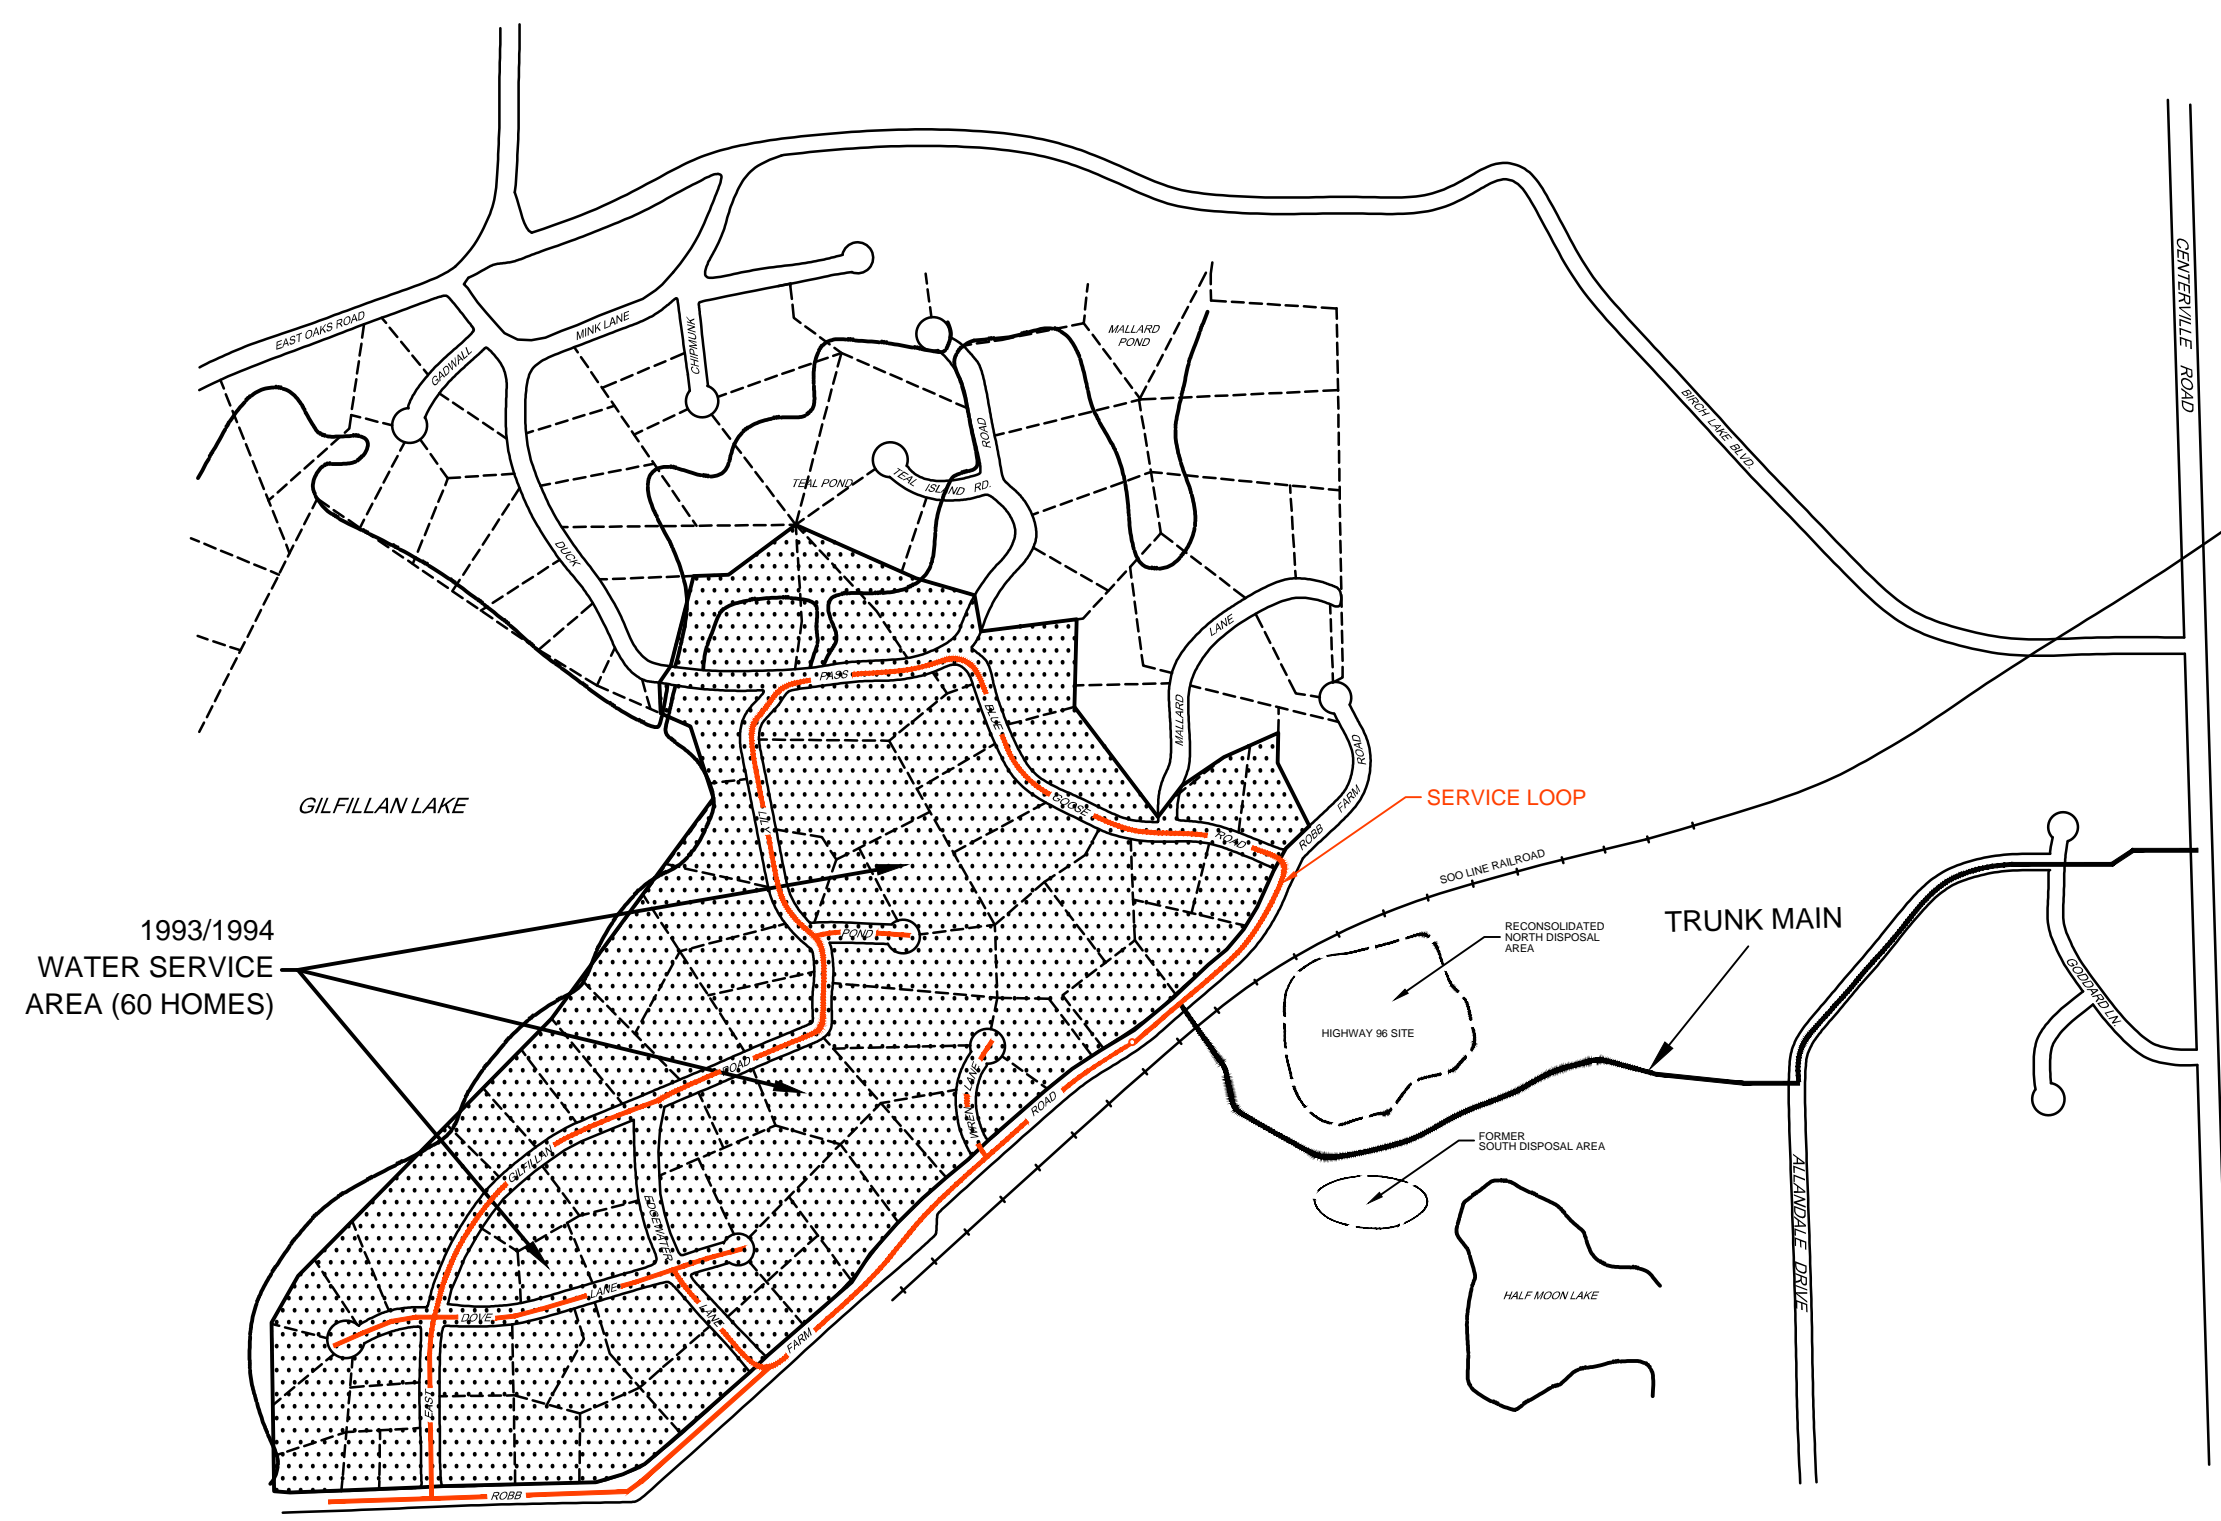 EAST OAKS ROAD
GADWALL
MINK LANE
CHIPMUNK
MALLARD
POND
CENTERVILLE ROAD
BIRCH LAKE BLVD.
ROAD
TEAL POND
TEAL ISLAND RD.
DUCK
PASS
LANE
MALLARD
BLUE
GOOSE
ROAD
ROAD
FARM
ROBB
GILFILLAN LAKE
LILY
SERVICE LOOP
SOO LINE RAILROAD
1993/1994
WATER SERVICE
AREA (60 HOMES)
POND
RECONSOLIDATED
NORTH DISPOSAL
AREA
TRUNK MAIN
GODDARD LN.
HIGHWAY 96 SITE
ROAD
LANE
WREN
ROAD
FORMER
SOUTH DISPOSAL AREA
GILFILLAN
EDGEWATER
ALLANDALE DRIVE
HALF MOON LAKE
DOVE
LANE
LANE
FARM
EAST
ROBB